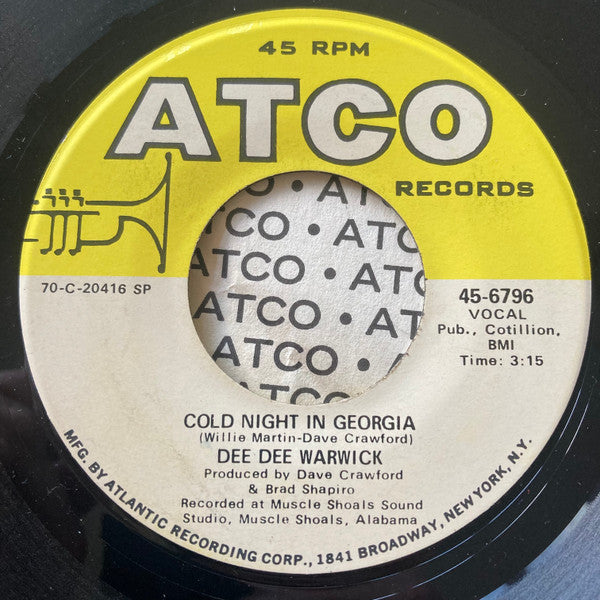 45 RPM
ATCO
RECORDS
70-C-20416 SP
45-6796
VOCAL
Pub., Cotillion,
BMI
Time: 3:15
• ATCO •
ATCO • ATC
ATCO • ATC
ATCO • AT
ATCO •
ATCO
COLD NIGHT IN GEORGIA
(Willie Martin-Dave Crawford)
DEE DEE WARWICK
Produced by Dave Crawford
& Brad Shapiro
Recorded at Muscle Shoals Sound
Studio, Muscle Shoals, Alabama
MFG. BY ATLANTIC RECORDING CORP., 1841 BROADWAY, NEW YORK, N.Y.